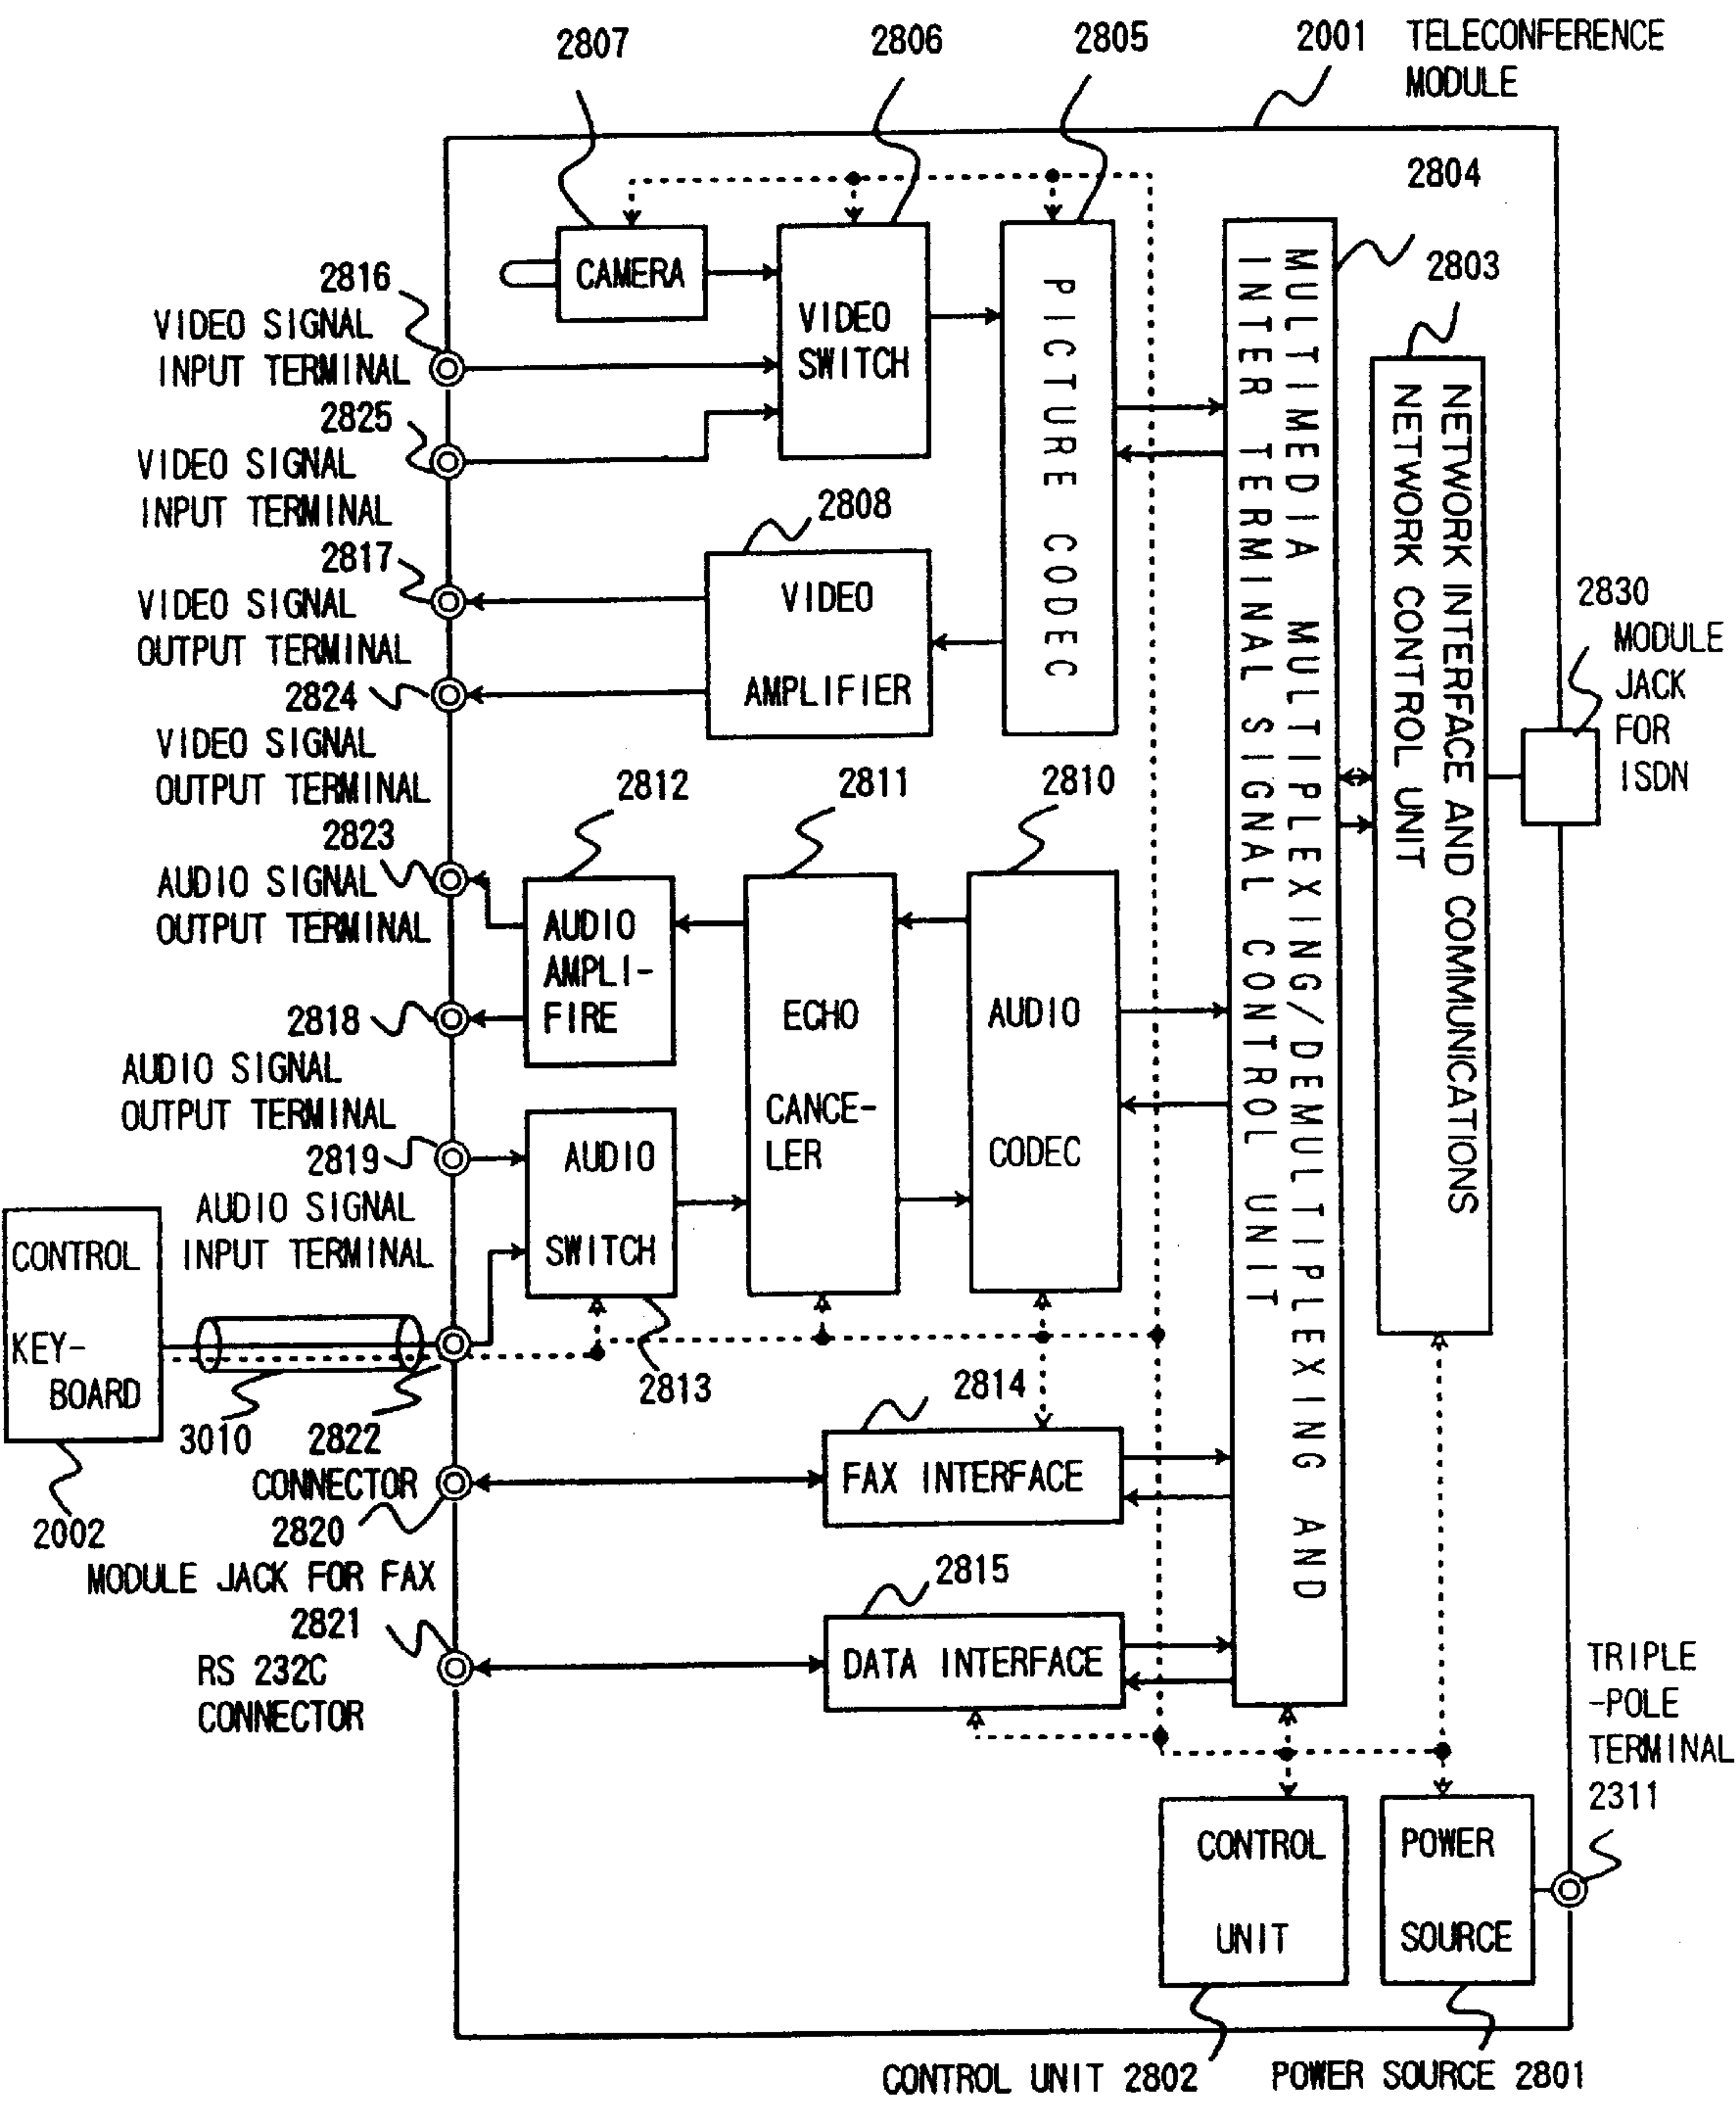 2807
2806
2805
2001 TELECONFERENCE
MODULE
2804
2803
CAMERA
VIDEO
SWITCH
PICTURE CODEC
MULTIMEDIA MULTIPLEXING/DEMULTIPLEXING AND
INTER TERMINAL SIGNAL CONTROL UNIT
NETWORK INTERFACE AND COMMUNICATIONS
NETWORK CONTROL UNIT
2816
VIDEO SIGNAL
INPUT TERMINAL
2825
VIDEO SIGNAL
INPUT TERMINAL
2808
2817
VIDEO SIGNAL
OUTPUT TERMINAL
VIDEO
AMPLIFIER
2824
VIDEO SIGNAL
OUTPUT TERMINAL
2830
MODULE
JACK
FOR
ISDN
2812
2811
2810
2823
AUDIO SIGNAL
OUTPUT TERMINAL
AUDIO
AMPLI-
FIRE
ECHO
CANCE-
LER
AUDIO
CODEC
2818
AUDIO SIGNAL
OUTPUT TERMINAL
2819
AUDIO SIGNAL
INPUT TERMINAL
AUDIO
SWITCH
CONTROL
KEY-
BOARD
2813
3010
2822
CONNECTOR
2814
FAX INTERFACE
2002
2820
MODULE JACK FOR FAX
2815
2821
RS 232C
CONNECTOR
DATA INTERFACE
TRIPLE
-POLE
TERMINAL
2311
CONTROL
UNIT
POWER
SOURCE
CONTROL UNIT 2802
POWER SOURCE 2801